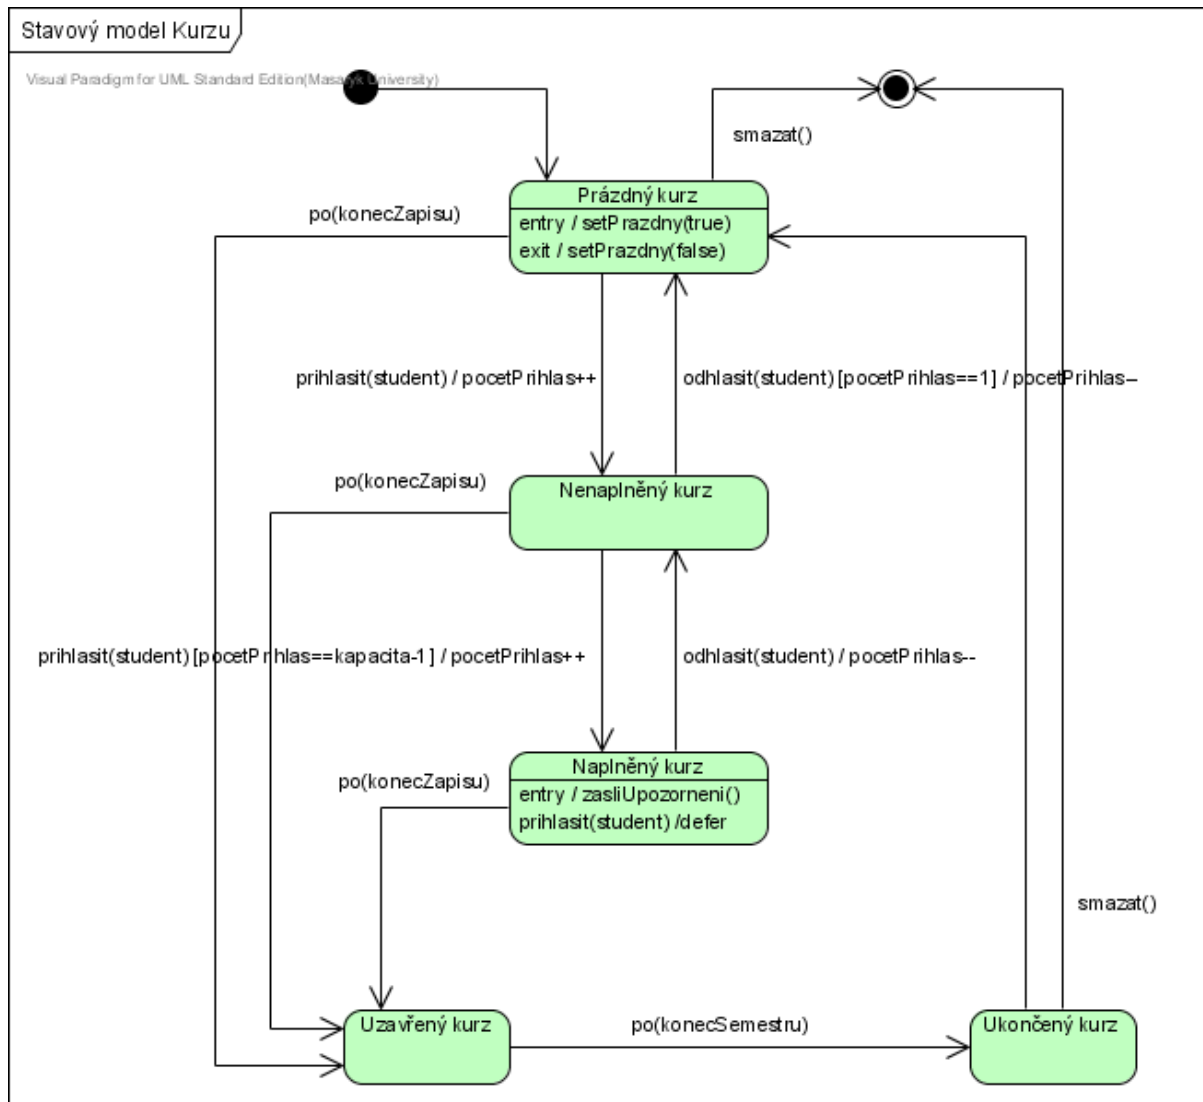 Stavový model Kurzu
Visual Paradigm for UML Standard Edition(Masaryk University)
smazat()
Prázdný kurz
entry / setPrazdny(true)
exit / setPrazdny(false)
po(konecZapisu)
prihlasit(student) / pocetPrihlas++
odhlasit(student) [pocetPrihlas==1] / pocetPrihlas--
po(konecZapisu)
Nenaplněný kurz
prihlasit(student) [pocetPrihlas==kapacita-1] / pocetPrihlas++
odhlasit(student) / pocetPrihlas--
po(konecZapisu)
Naplněný kurz
entry / zasliUpozorneni()
prihlasit(student) /defer
smazat()
Uzavřený kurz
po(konecSemestru)
Ukončený kurz